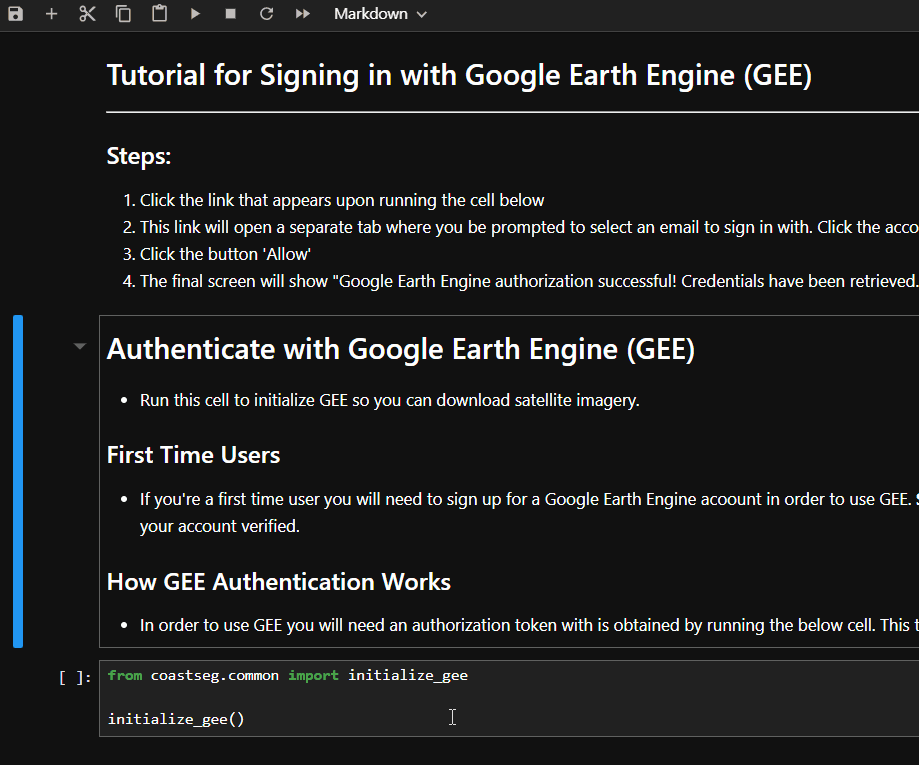 Markdown
Tutorial for Signing in with Google Earth Engine (GEE)
Steps:
1. Click the link that appears upon running the cell below
2. This link will open a separate tab where you be prompted to select an email to sign in with. Click the acco
3. Click the button 'Allow'
4. The final screen will show "Google Earth Engine authorization successful! Credentials have been retrieved.
Authenticate with Google Earth Engine (GEE)
• Run this cell to initialize GEE so you can download satellite imagery.
First Time Users
• If you're a first time user you will need to sign up for a Google Earth Engine acoount in order to use GEE. S
your account verified.
How GEE Authentication Works
• In order to use GEE you will need an authorization token with is obtained by running the below cell. This t
[ ]: from coastseg.common import initialize_gee
initialize_gee()